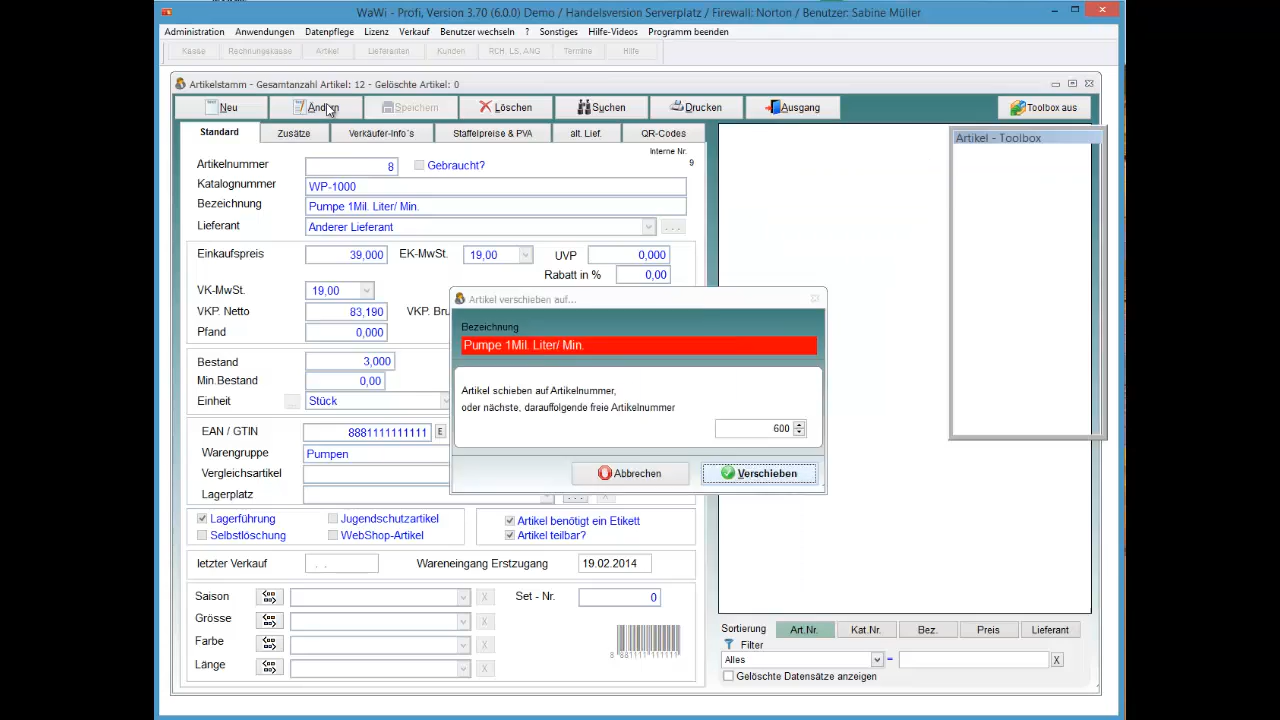 WaWi - Profi, Version 3.70 (6.0.0) Demo / Handelsversion Serverplatz / Firewall: Norton / Benutzer: Sabine Müller
Administration Anwendungen Datenpflege Lizenz Verkauf Benutzer wechseln ? Sonstiges Hilfe-Videos Programm beenden
Kasse Rechnungskasse Artikel Lieferanten Kunden RCH, LS, ANG Termine Hilfe
Artikelstamm - Gesamtanzahl Artikel: 12 - Gelöschte Artikel: 0
Neu Ändern Speichern Löschen Suchen Drucken Ausgang Toolbox aus
Standard Zusätze Verkäufer-Info´s Staffelpreise & PVA alt. Lief. QR-Codes
Artikel - Toolbox
Interne Nr.
9
Artikelnummer 8 Gebraucht?
Katalognummer WP-1000
Bezeichnung Pumpe 1Mil. Liter/ Min.
Lieferant Anderer Lieferant ...
Einkaufspreis 39,000 EK-MwSt. 19,00 UVP 0,000
Rabatt in % 0,00
VK-MwSt. 19,00
VKP. Netto 83,190 VKP. Bru
Pfand 0,000
Bestand 3,000
Min.Bestand 0,00
Einheit ... Stück
EAN / GTIN 8881111111111 E
Warengruppe Pumpen
Vergleichsartikel
Lagerplatz
Artikel verschieben auf...
Bezeichnung
Pumpe 1Mil. Liter/ Min.
Artikel schieben auf Artikelnummer,
oder nächste, darauffolgende freie Artikelnummer
600
Abbrechen Verschieben
Lagerführung Jugendschutzartikel Artikel benötigt ein Etikett
Selbstlöschung WebShop-Artikel Artikel teilbar?
letzter Verkauf . . Wareneingang Erstzugang 19.02.2014
Saison X Set - Nr. 0
Grösse X
Farbe X
Länge X
8 881111 111111
Sortierung Art.Nr. Kat.Nr. Bez. Preis Lieferant
Filter
Alles = X
Gelöschte Datensätze anzeigen